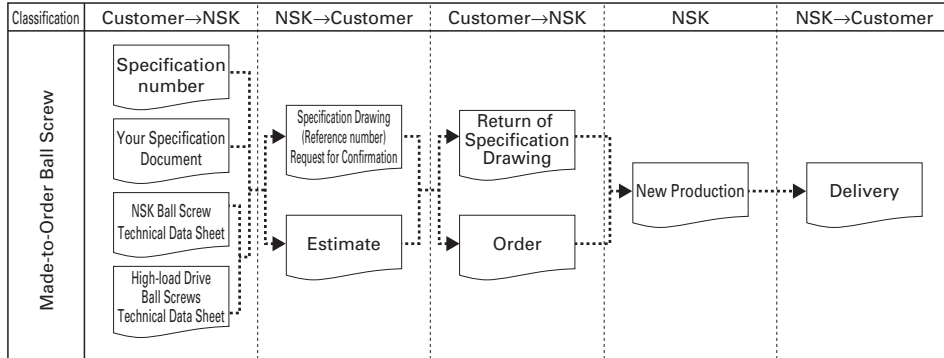 Classification
Customer→NSK
NSK→Customer
Customer→NSK
NSK
NSK→Customer
Made-to-Order Ball Screw
Specification
number
Your Specification
Document
NSK Ball Screw
Technical Data Sheet
High-load Drive
Ball Screws
Technical Data Sheet
Specification Drawing
(Reference number)
Request for Confirmation
Estimate
Return of
Specification
Drawing
Order
New Production
Delivery